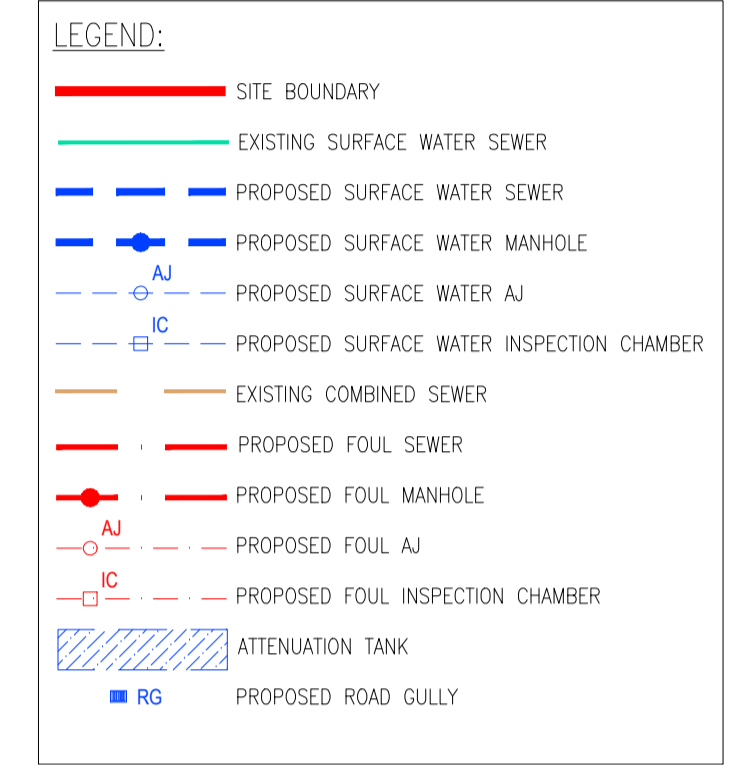 LEGEND:
SITE BOUNDARY
EXISTING SURFACE WATER SEWER
PROPOSED SURFACE WATER SEWER
PROPOSED SURFACE WATER MANHOLE
AJ
PROPOSED SURFACE WATER AJ
IC
PROPOSED SURFACE WATER INSPECTION CHAMBER
EXISTING COMBINED SEWER
PROPOSED FOUL SEWER
PROPOSED FOUL MANHOLE
AJ
PROPOSED FOUL AJ
IC
PROPOSED FOUL INSPECTION CHAMBER
ATTENUATION TANK
RG PROPOSED ROAD GULLY